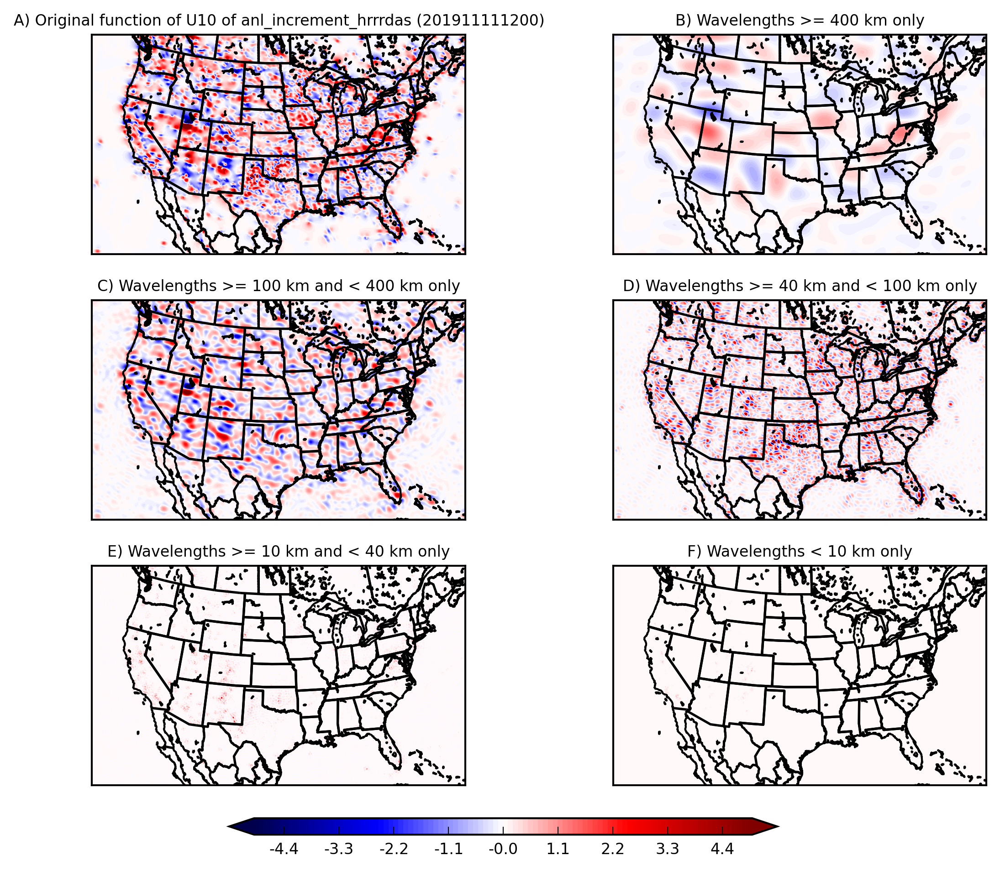 A) Original function of U10 of anl_increment_hrrrdas (201911111200)
B) Wavelengths >= 400 km only
C) Wavelengths >= 100 km and < 400 km only
D) Wavelengths >= 40 km and < 100 km only
E) Wavelengths >= 10 km and < 40 km only
F) Wavelengths < 10 km only
-4.4 -3.3 -2.2 -1.1 -0.0 1.1 2.2 3.3 4.4